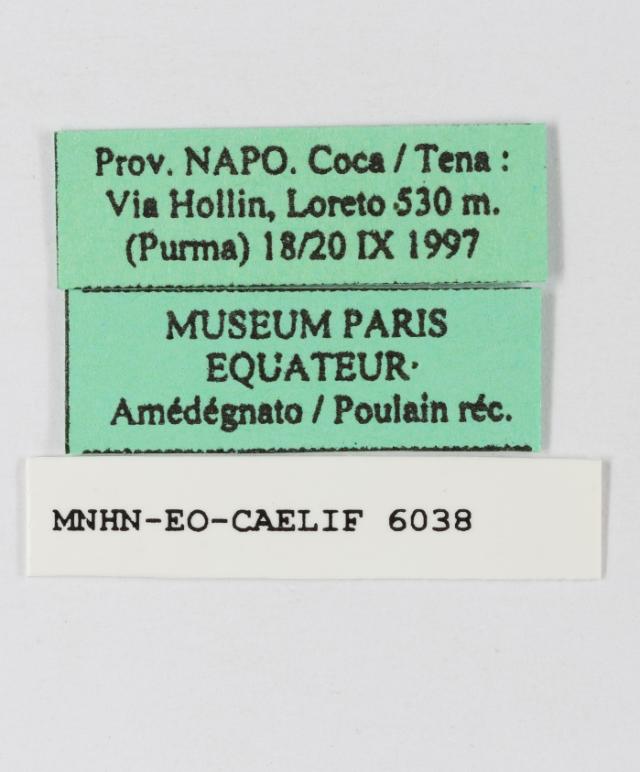 Prov. NAPO. Coca / Tena :
Via Hollin, Loreto 530 m.
(Purma) 18/20 IX 1997
MUSEUM PARIS
EQUATEUR
Amédégnato / Poulain réc.
MNHN-EO-CAELIF 6038